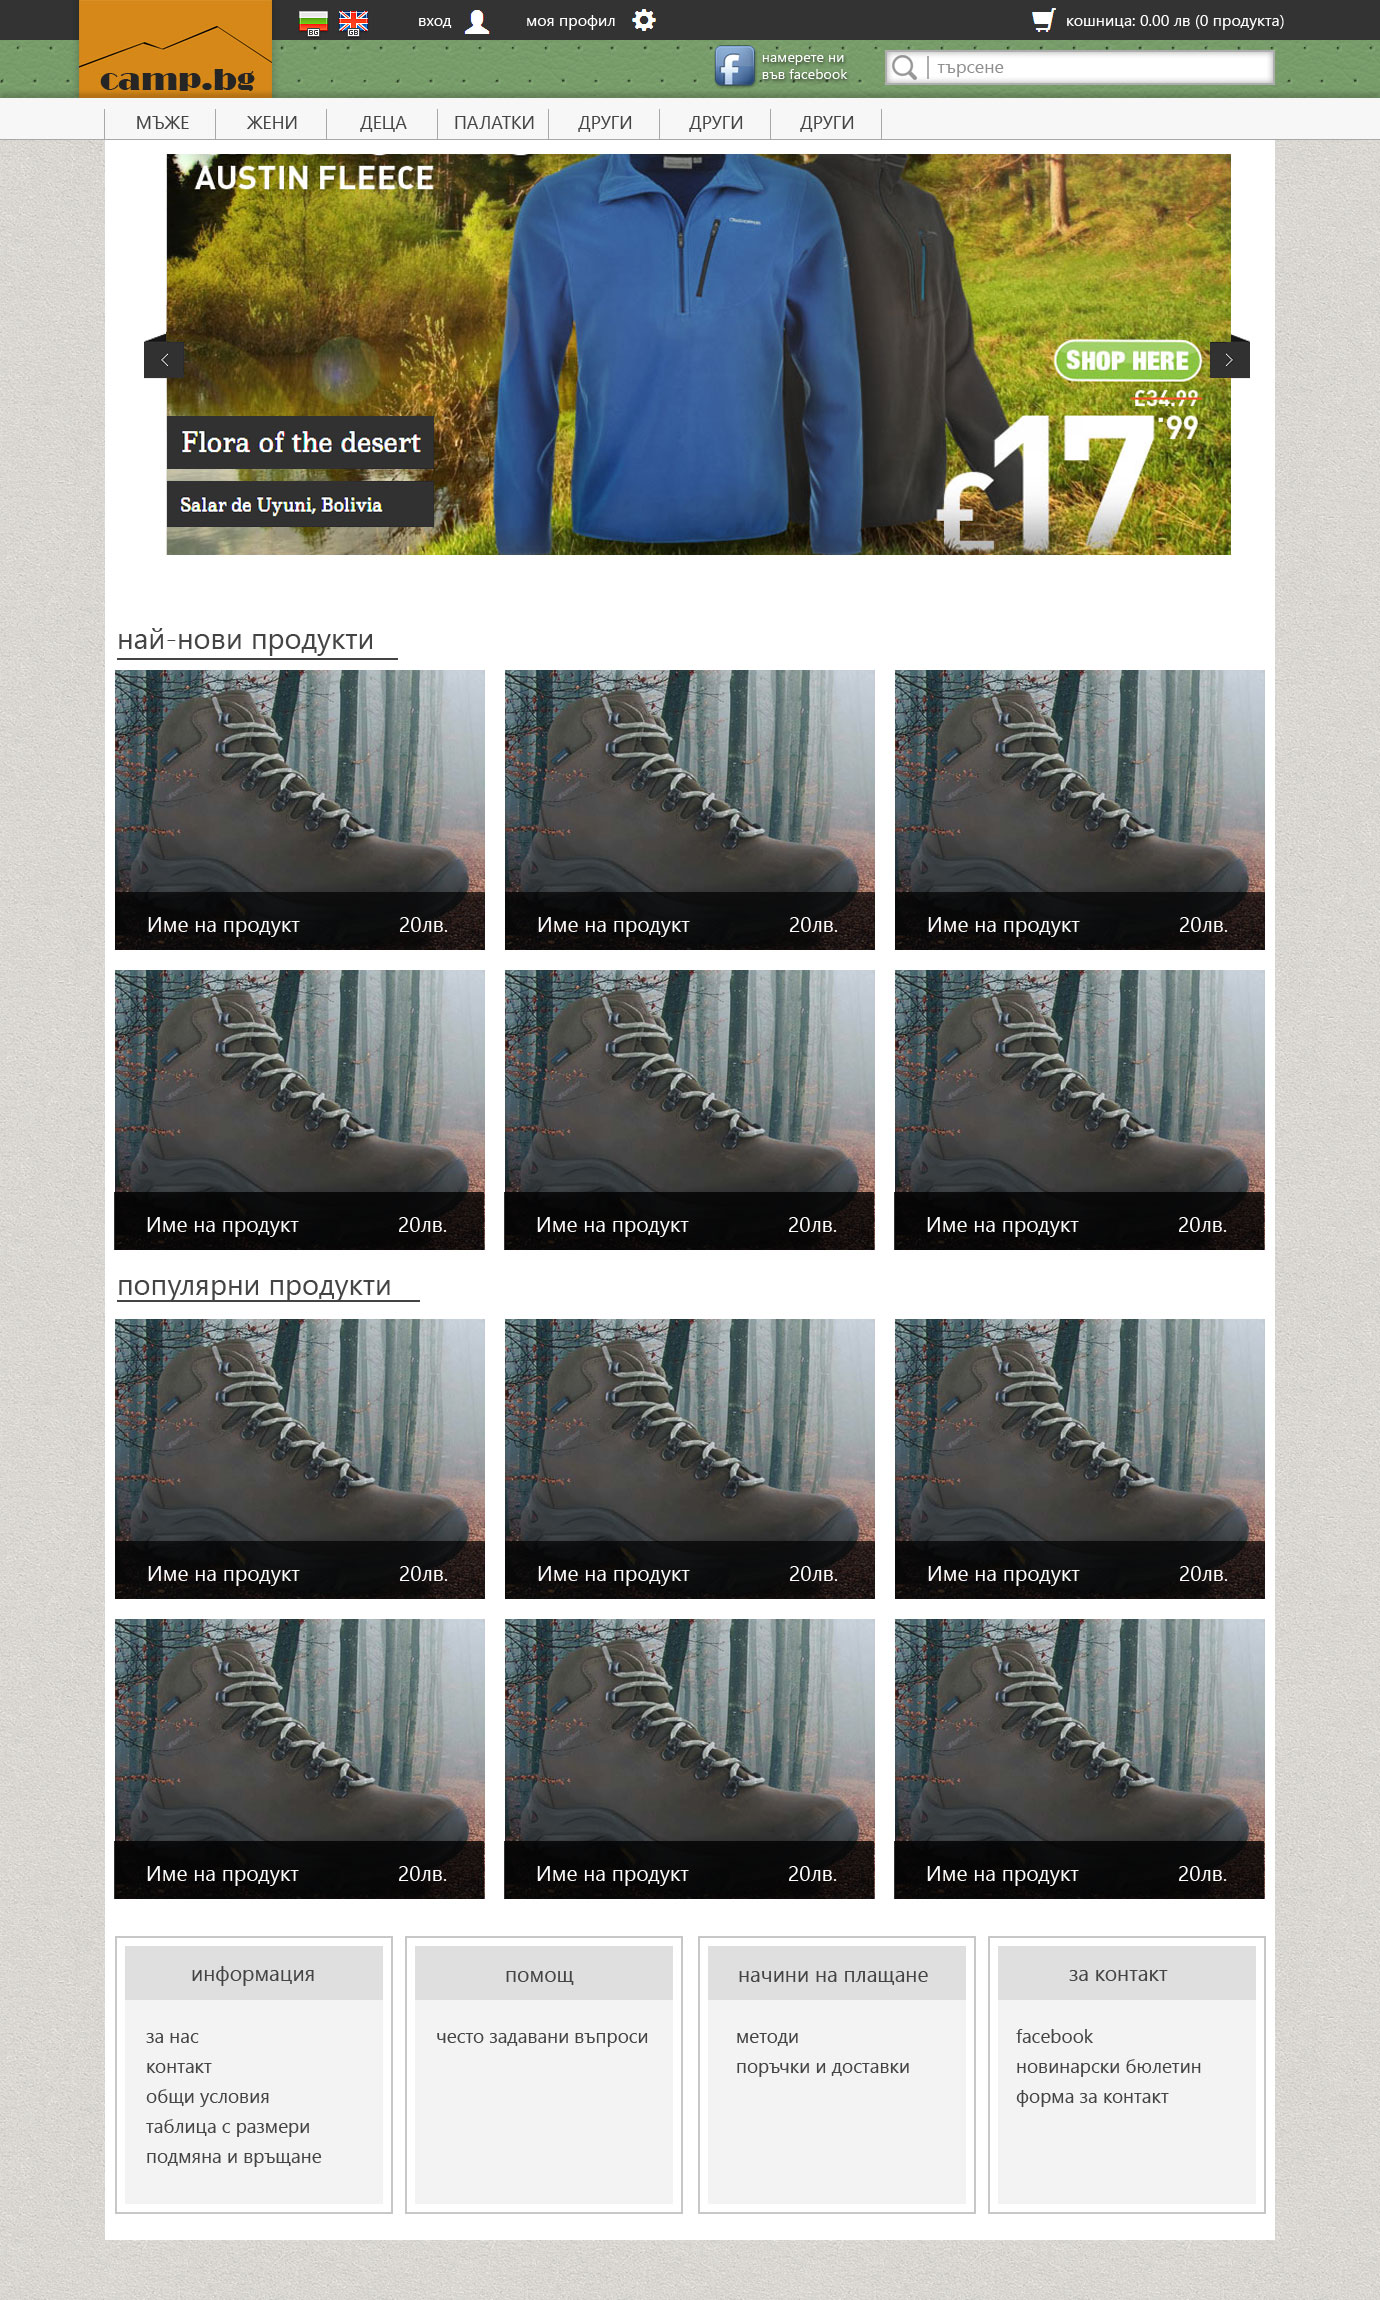 BG GB вход моя профил кошница: 0.00 лв (0 продукта)
camp.bg
намерете ни
във facebook
търсене
МЪЖЕ ЖЕНИ ДЕЦА ПАЛАТКИ ДРУГИ ДРУГИ ДРУГИ
AUSTIN FLEECE
SHOP HERE
£34.99
£17.99
Flora of the desert
Salar de Uyuni, Bolivia
най-нови продукти
Име на продукт 20лв.
Име на продукт 20лв.
Име на продукт 20лв.
Име на продукт 20лв.
Име на продукт 20лв.
Име на продукт 20лв.
популярни продукти
Име на продукт 20лв.
Име на продукт 20лв.
Име на продукт 20лв.
Име на продукт 20лв.
Име на продукт 20лв.
Име на продукт 20лв.
информация
за нас
контакт
общи условия
таблица с размери
подмяна и връщане
помощ
често задавани въпроси
начини на плащане
методи
поръчки и доставки
за контакт
facebook
новинарски бюлетин
форма за контакт